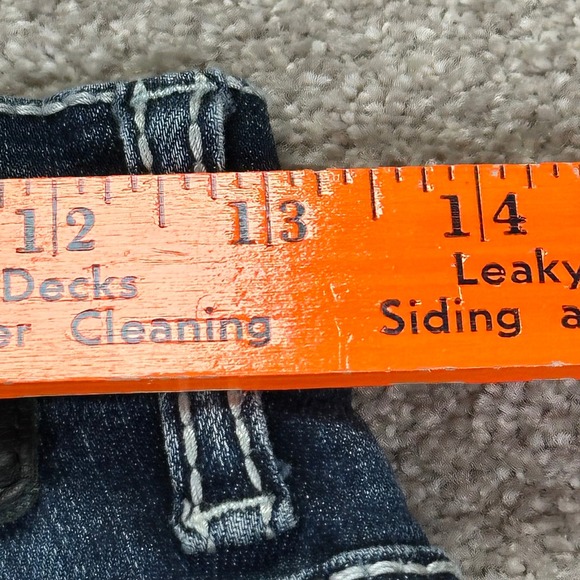 12 13 14
Decks Leaky
er Cleaning Siding a